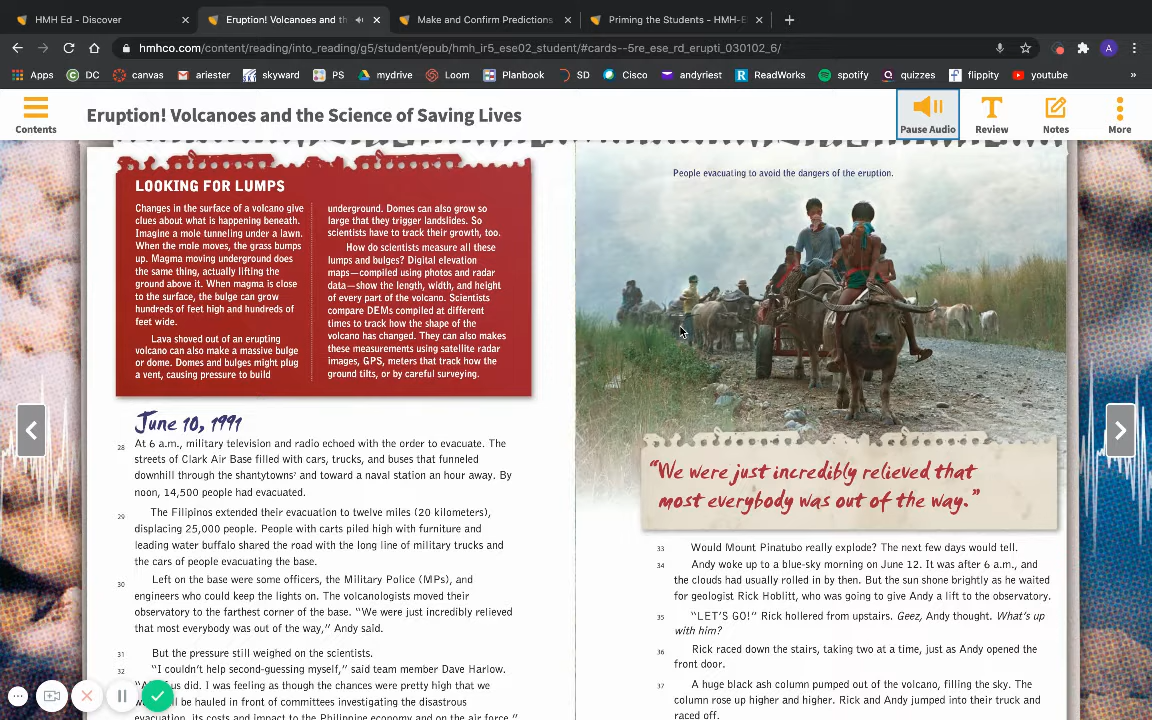 HMH Ed - Discover
Eruption! Volcanoes and th
Make and Confirm Predictions
Priming the Students - HMH-E
hmhco.com/content/reading/into_reading/g5/student/epub/hmh_ir5_ese02_student/#cards--5re_ese_rd_erupti_030102_6/
A
Apps DC canvas ariester skyward PS mydrive Loom Planbook SD Cisco andyriest ReadWorks spotify quizzes flippity youtube »
Contents
Eruption! Volcanoes and the Science of Saving Lives
Pause Audio
Review
Notes
More
LOOKING FOR LUMPS
Changes in the surface of a volcano give
clues about what is happening beneath.
Imagine a mole tunneling under a lawn.
When the mole moves, the grass bumps
up. Magma moving underground does
the same thing, actually lifting the
ground above it. When magma is close
to the surface, the bulge can grow
hundreds of feet high and hundreds of
feet wide.
Lava shoved out of an erupting
volcano can also make a massive bulge
or dome. Domes and bulges might plug
a vent, causing pressure to build
underground. Domes can also grow so
large that they trigger landslides. So
scientists have to track their growth, too.
How do scientists measure all these
lumps and bulges? Digital elevation
maps—compiled using photos and radar
data—show the length, width, and height
of every part of the volcano. Scientists
compare DEMs compiled at different
times to track how the shape of the
volcano has changed. They can also makes
these measurements using satellite radar
images, GPS, meters that track how the
ground tilts, or by careful surveying.
June 10, 1991
28 At 6 a.m., military television and radio echoed with the order to evacuate. The
streets of Clark Air Base filled with cars, trucks, and buses that funneled
downhill through the shantytowns⁷ and toward a naval station an hour away. By
noon, 14,500 people had evacuated.
29 The Filipinos extended their evacuation to twelve miles (20 kilometers),
displacing 25,000 people. People with carts piled high with furniture and
leading water buffalo shared the road with the long line of military trucks and
the cars of people evacuating the base.
30 Left on the base were some officers, the Military Police (MPs), and
engineers who could keep the lights on. The volcanologists moved their
observatory to the farthest corner of the base. “We were just incredibly relieved
that most everybody was out of the way,” Andy said.
31 But the pressure still weighed on the scientists.
32 “I couldn’t help second-guessing myself,” said team member Dave Harlow.
us did. I was feeling as though the chances were pretty high that we
be hauled in front of committees investigating the disastrous
evacuation, its costs and impact to the Philippine economy and on the air force.”
People evacuating to avoid the dangers of the eruption.
“We were just incredibly relieved that
most everybody was out of the way.”
33 Would Mount Pinatubo really explode? The next few days would tell.
34 Andy woke up to a blue-sky morning on June 12. It was after 6 a.m., and
the clouds had usually rolled in by then. But the sun shone brightly as he waited
for geologist Rick Hoblitt, who was going to give Andy a lift to the observatory.
35 “LET’S GO!” Rick hollered from upstairs. Geez, Andy thought. What’s up
with him?
36 Rick raced down the stairs, taking two at a time, just as Andy opened the
front door.
37 A huge black ash column pumped out of the volcano, filling the sky. The
column rose up higher and higher. Rick and Andy jumped into their truck and
raced off.